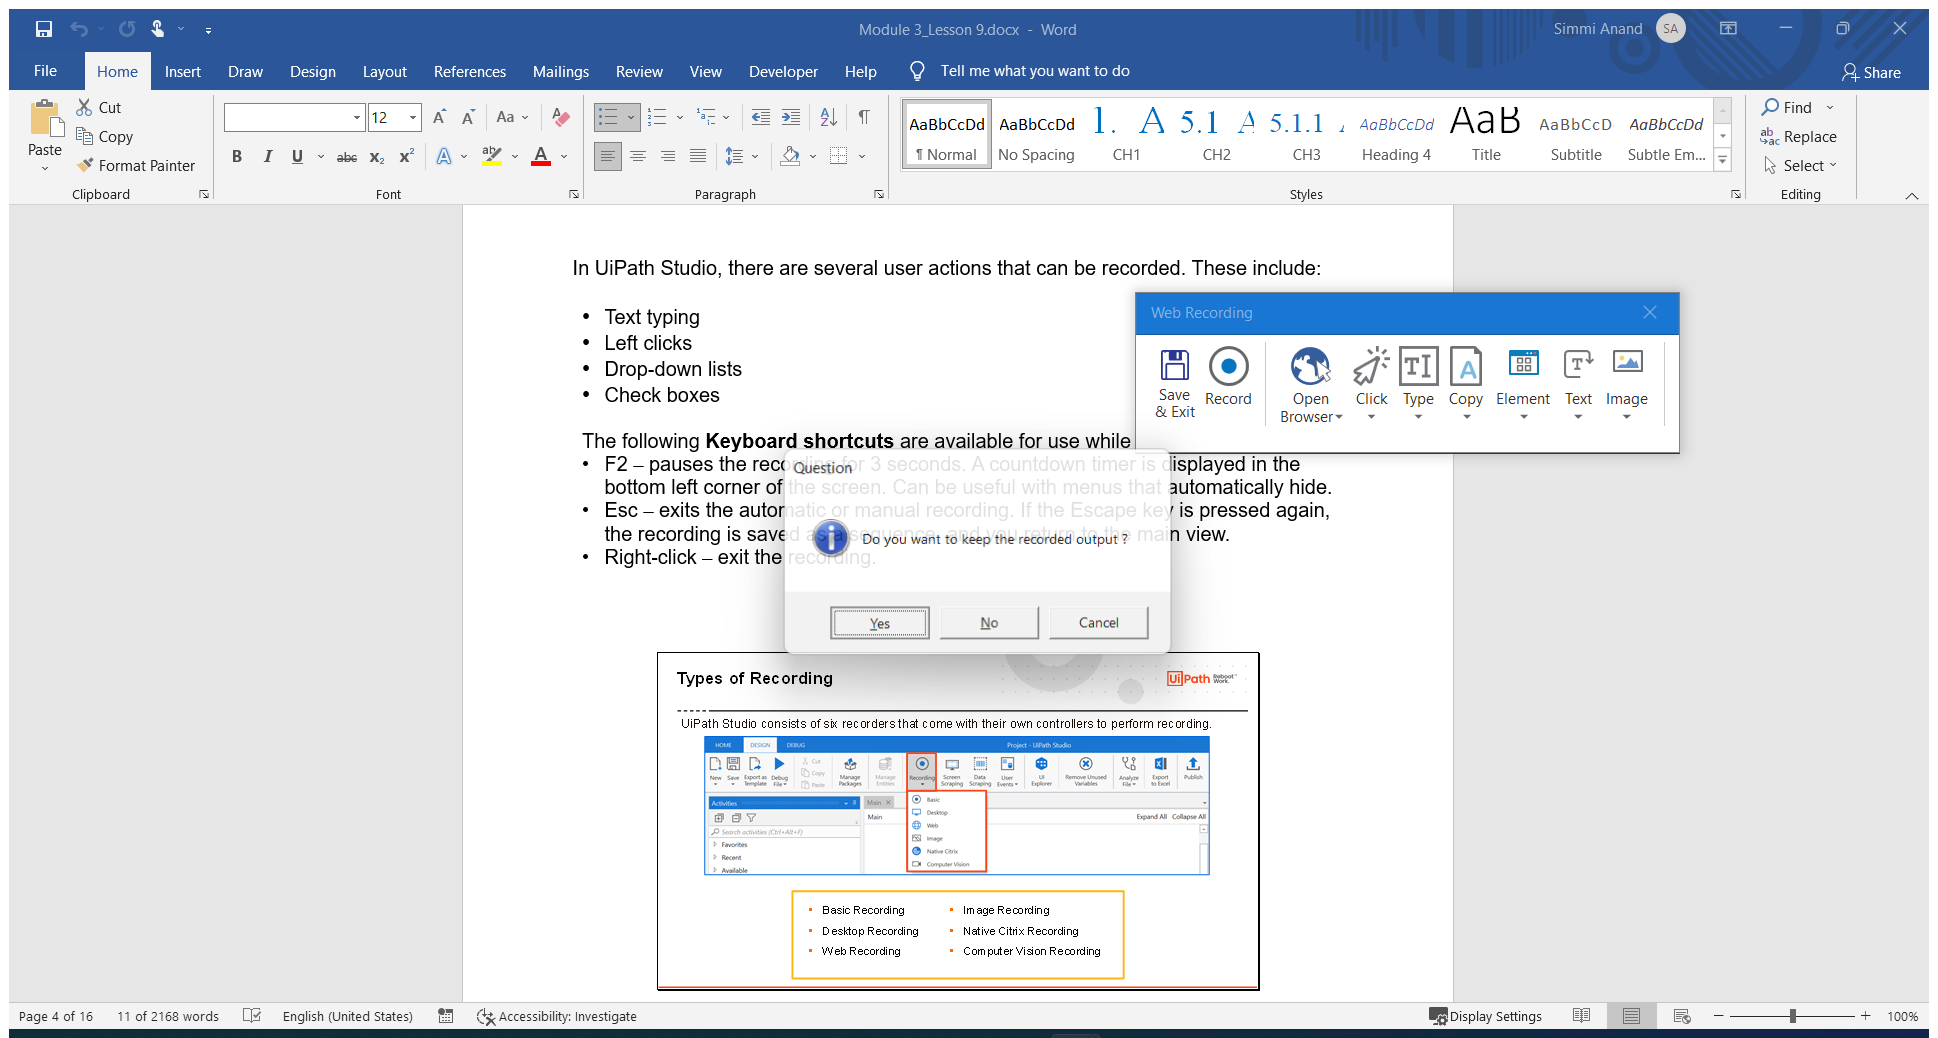 Module 3_Lesson 9.docx - Word
Simmi Anand SA
File Home Insert Draw Design Layout References Mailings Review View Developer Help Tell me what you want to do Share
Paste
Cut
Copy
Format Painter
Clipboard
12
Aa
B I U abc x₂ x² A A
Font
Paragraph
AaBbCcDd ¶ Normal
AaBbCcDd No Spacing
1. A CH1
5.1 A CH2
5.1.1 CH3
AaBbCcDd Heading 4
AaB Title
AaBbCcD Subtitle
AaBbCcDd Subtle Em...
Styles
Find
Replace
Select
Editing
In UiPath Studio, there are several user actions that can be recorded. These include:
• Text typing
• Left clicks
• Drop-down lists
• Check boxes
Web Recording
Save & Exit
Record
Open Browser
Click
Type
Copy
Element
Text
Image
The following Keyboard shortcuts are available for use while
• F2 – pauses the recording for 3 seconds. A countdown timer is displayed in the
bottom left corner of the screen. Can be useful with menus that automatically hide.
• Esc – exits the automatic or manual recording. If the Escape key is pressed again,
the recording is saved as a sequence, and you return to the main view.
• Right-click – exit the recording.
Question
Do you want to keep the recorded output ?
Yes No Cancel
Types of Recording
UiPath Reboot Work.
UiPath Studio consists of six recorders that come with their own controllers to perform recording.
HOME DESIGN DEBUG Project - UiPath Studio
New
Save
Export as Template
Debug File
Cut
Copy
Paste
Manage Packages
Manage Entities
Recording
Screen Scraping
Data Scraping
User Events
UI Explorer
Remove Unused Variables
Analyze File
Export to Excel
Publish
Activities
Search activities (Ctrl+Alt+F)
Favorites
Recent
Available
Main
Main
Expand All Collapse All
Basic
Desktop
Web
Image
Native Citrix
Computer Vision
Basic Recording
Desktop Recording
Web Recording
Image Recording
Native Citrix Recording
Computer Vision Recording
Page 4 of 16 11 of 2168 words English (United States) Accessibility: Investigate Display Settings 100%